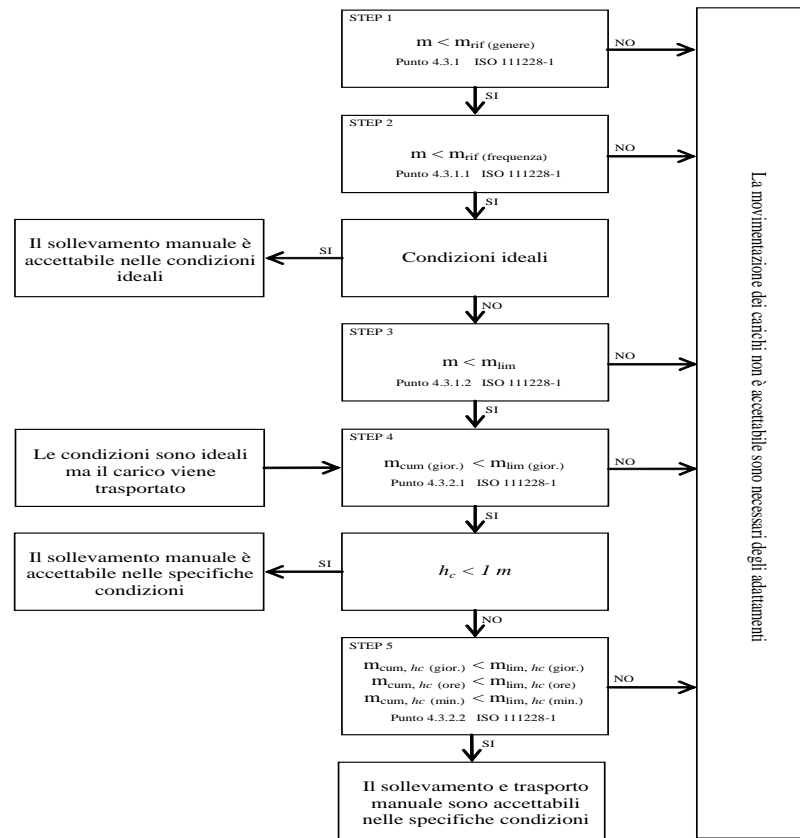 STEP 1
m < mrif (genere)
Punto 4.3.1 ISO 111228-1
NO
SI
STEP 2
m < mrif (frequenza)
Punto 4.3.1.1 ISO 111228-1
NO
SI
Il sollevamento manuale è
accettabile nelle condizioni
ideali
SI
Condizioni ideali
NO
STEP 3
m < mlim
Punto 4.3.1.2 ISO 111228-1
NO
SI
Le condizioni sono ideali
ma il carico viene
trasportato
STEP 4
mcum (gior.) < mlim (gior.)
Punto 4.3.2.1 ISO 111228-1
NO
SI
Il sollevamento manuale è
accettabile nelle specifiche
condizioni
SI
hc < 1 m
NO
STEP 5
mcum, hc (gior.) < mlim, hc (gior.)
mcum, hc (ore) < mlim, hc (ore)
mcum, hc (min.) < mlim, hc (min.)
Punto 4.3.2.2 ISO 111228-1
NO
SI
Il sollevamento e trasporto
manuale sono accettabili
nelle specifiche condizioni
La movimentazione dei carichi non è accettabile sono necessari degli adattamenti